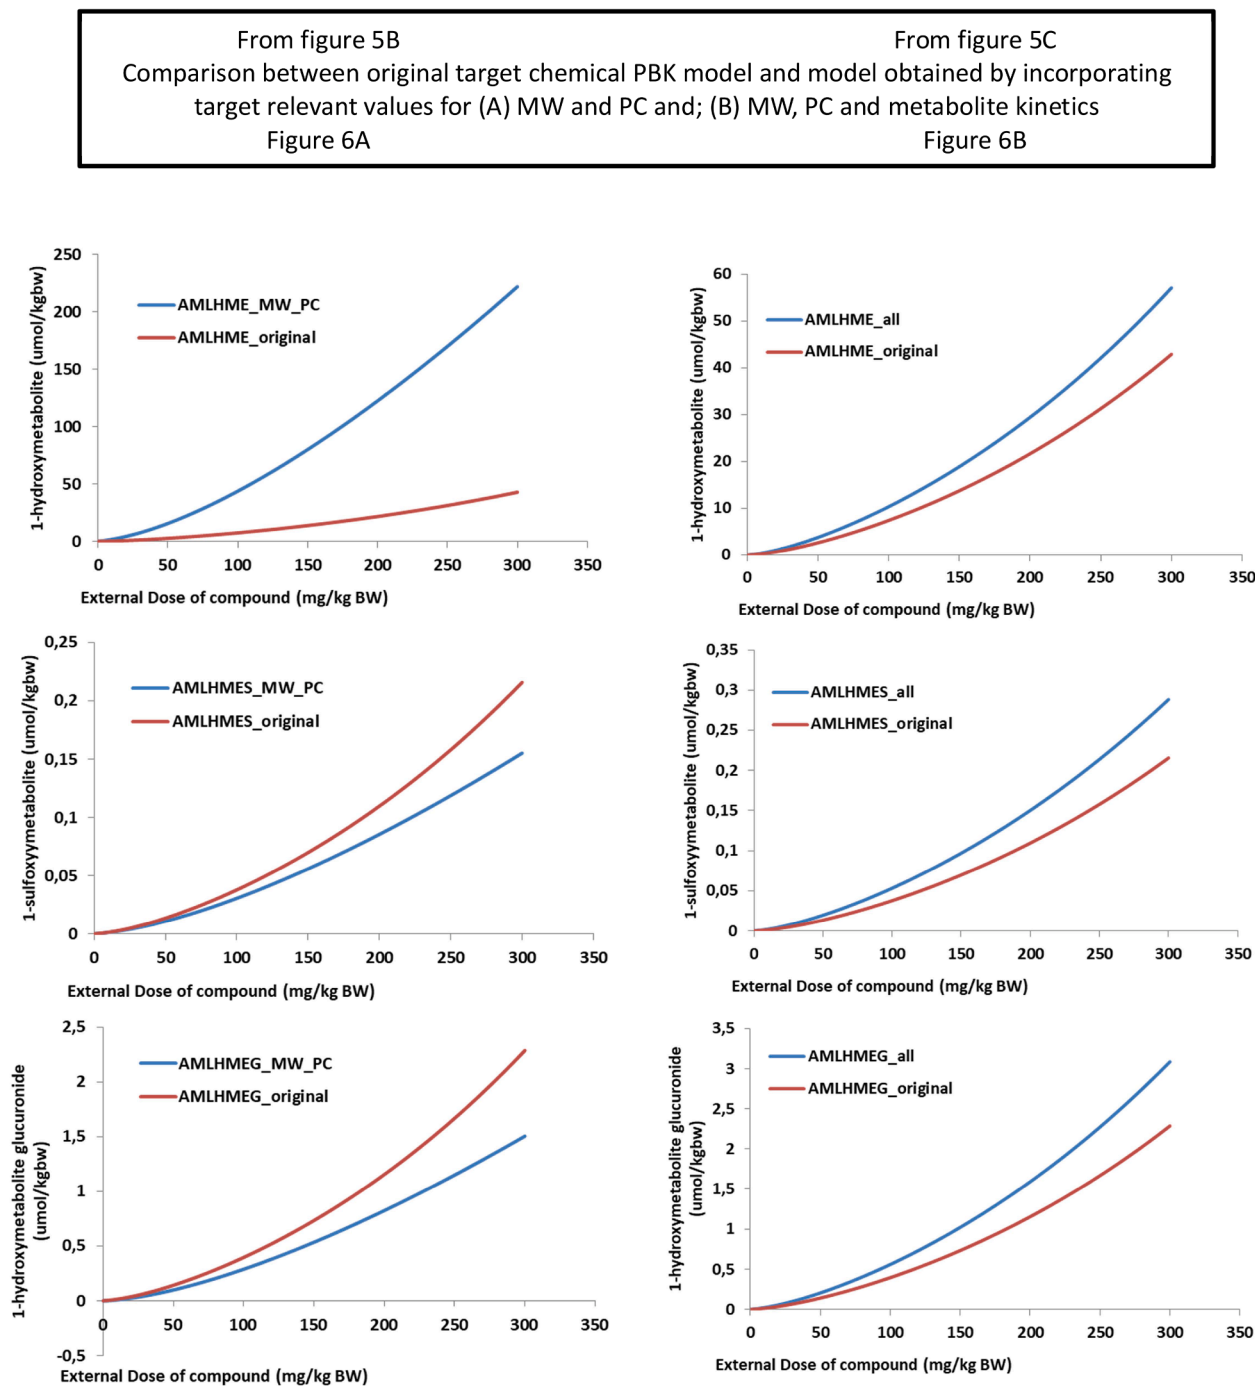 From figure 5B From figure 5C
Comparison between original target chemical PBK model and model obtained by incorporating
target relevant values for (A) MW and PC and; (B) MW, PC and metabolite kinetics
Figure 6A Figure 6B
1-hydroxymetabolite (umol/kgbw)
250
200
150
100
50
0
AMLHME_MW_PC
AMLHME_original
0 50 100 150 200 250 300 350
External Dose of compound (mg/kg BW)
1-hydroxymetabolite (umol/kgbw)
60
50
40
30
20
10
0
AMLHME_all
AMLHME_original
0 50 100 150 200 250 300 350
External Dose of compound (mg/kg BW)
1-sulfoxyymetabolite (umol/kgbw)
0,25
0,2
0,15
0,1
0,05
0
AMLHMES_MW_PC
AMLHMES_original
0 50 100 150 200 250 300 350
External Dose of compound (mg/kg BW)
1-sulfoxyymetabolite (umol/kgbw)
0,35
0,3
0,25
0,2
0,15
0,1
0,05
0
AMLHMES_all
AMLHMES_original
0 50 100 150 200 250 300 350
External Dose of compound (mg/kg BW)
1-hydroxymetabolite glucuronide
(umol/kgbw)
2,5
2
1,5
1
0,5
0
-0,5
AMLHMEG_MW_PC
AMLHMEG_original
0 50 100 150 200 250 300 350
External Dose of compound (mg/kg BW)
1-hydroxymetabolite glucuronide
(umol/kgbw)
3,5
3
2,5
2
1,5
1
0,5
0
AMLHMEG_all
AMLHMEG_original
0 50 100 150 200 250 300 350
External Dose of compound (mg/kg BW)